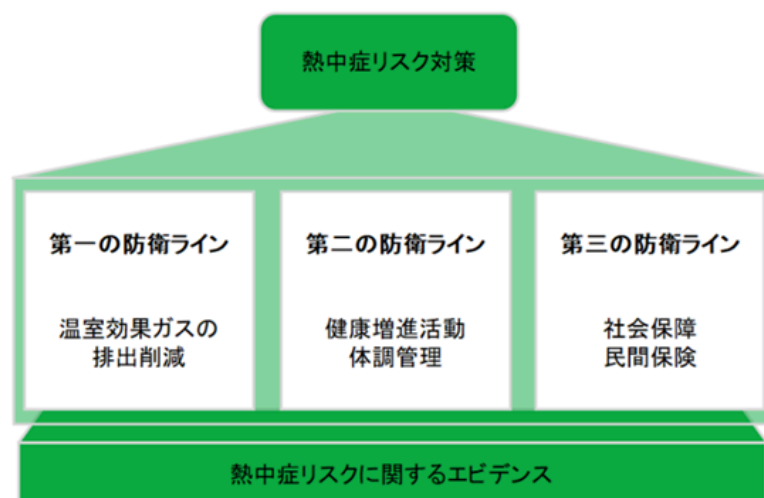 熱中症リスク対策
第一の防衛ライン
温室効果ガスの
排出削減
第二の防衛ライン
健康増進活動
体調管理
第三の防衛ライン
社会保障
民間保険
熱中症リスクに関するエビデンス